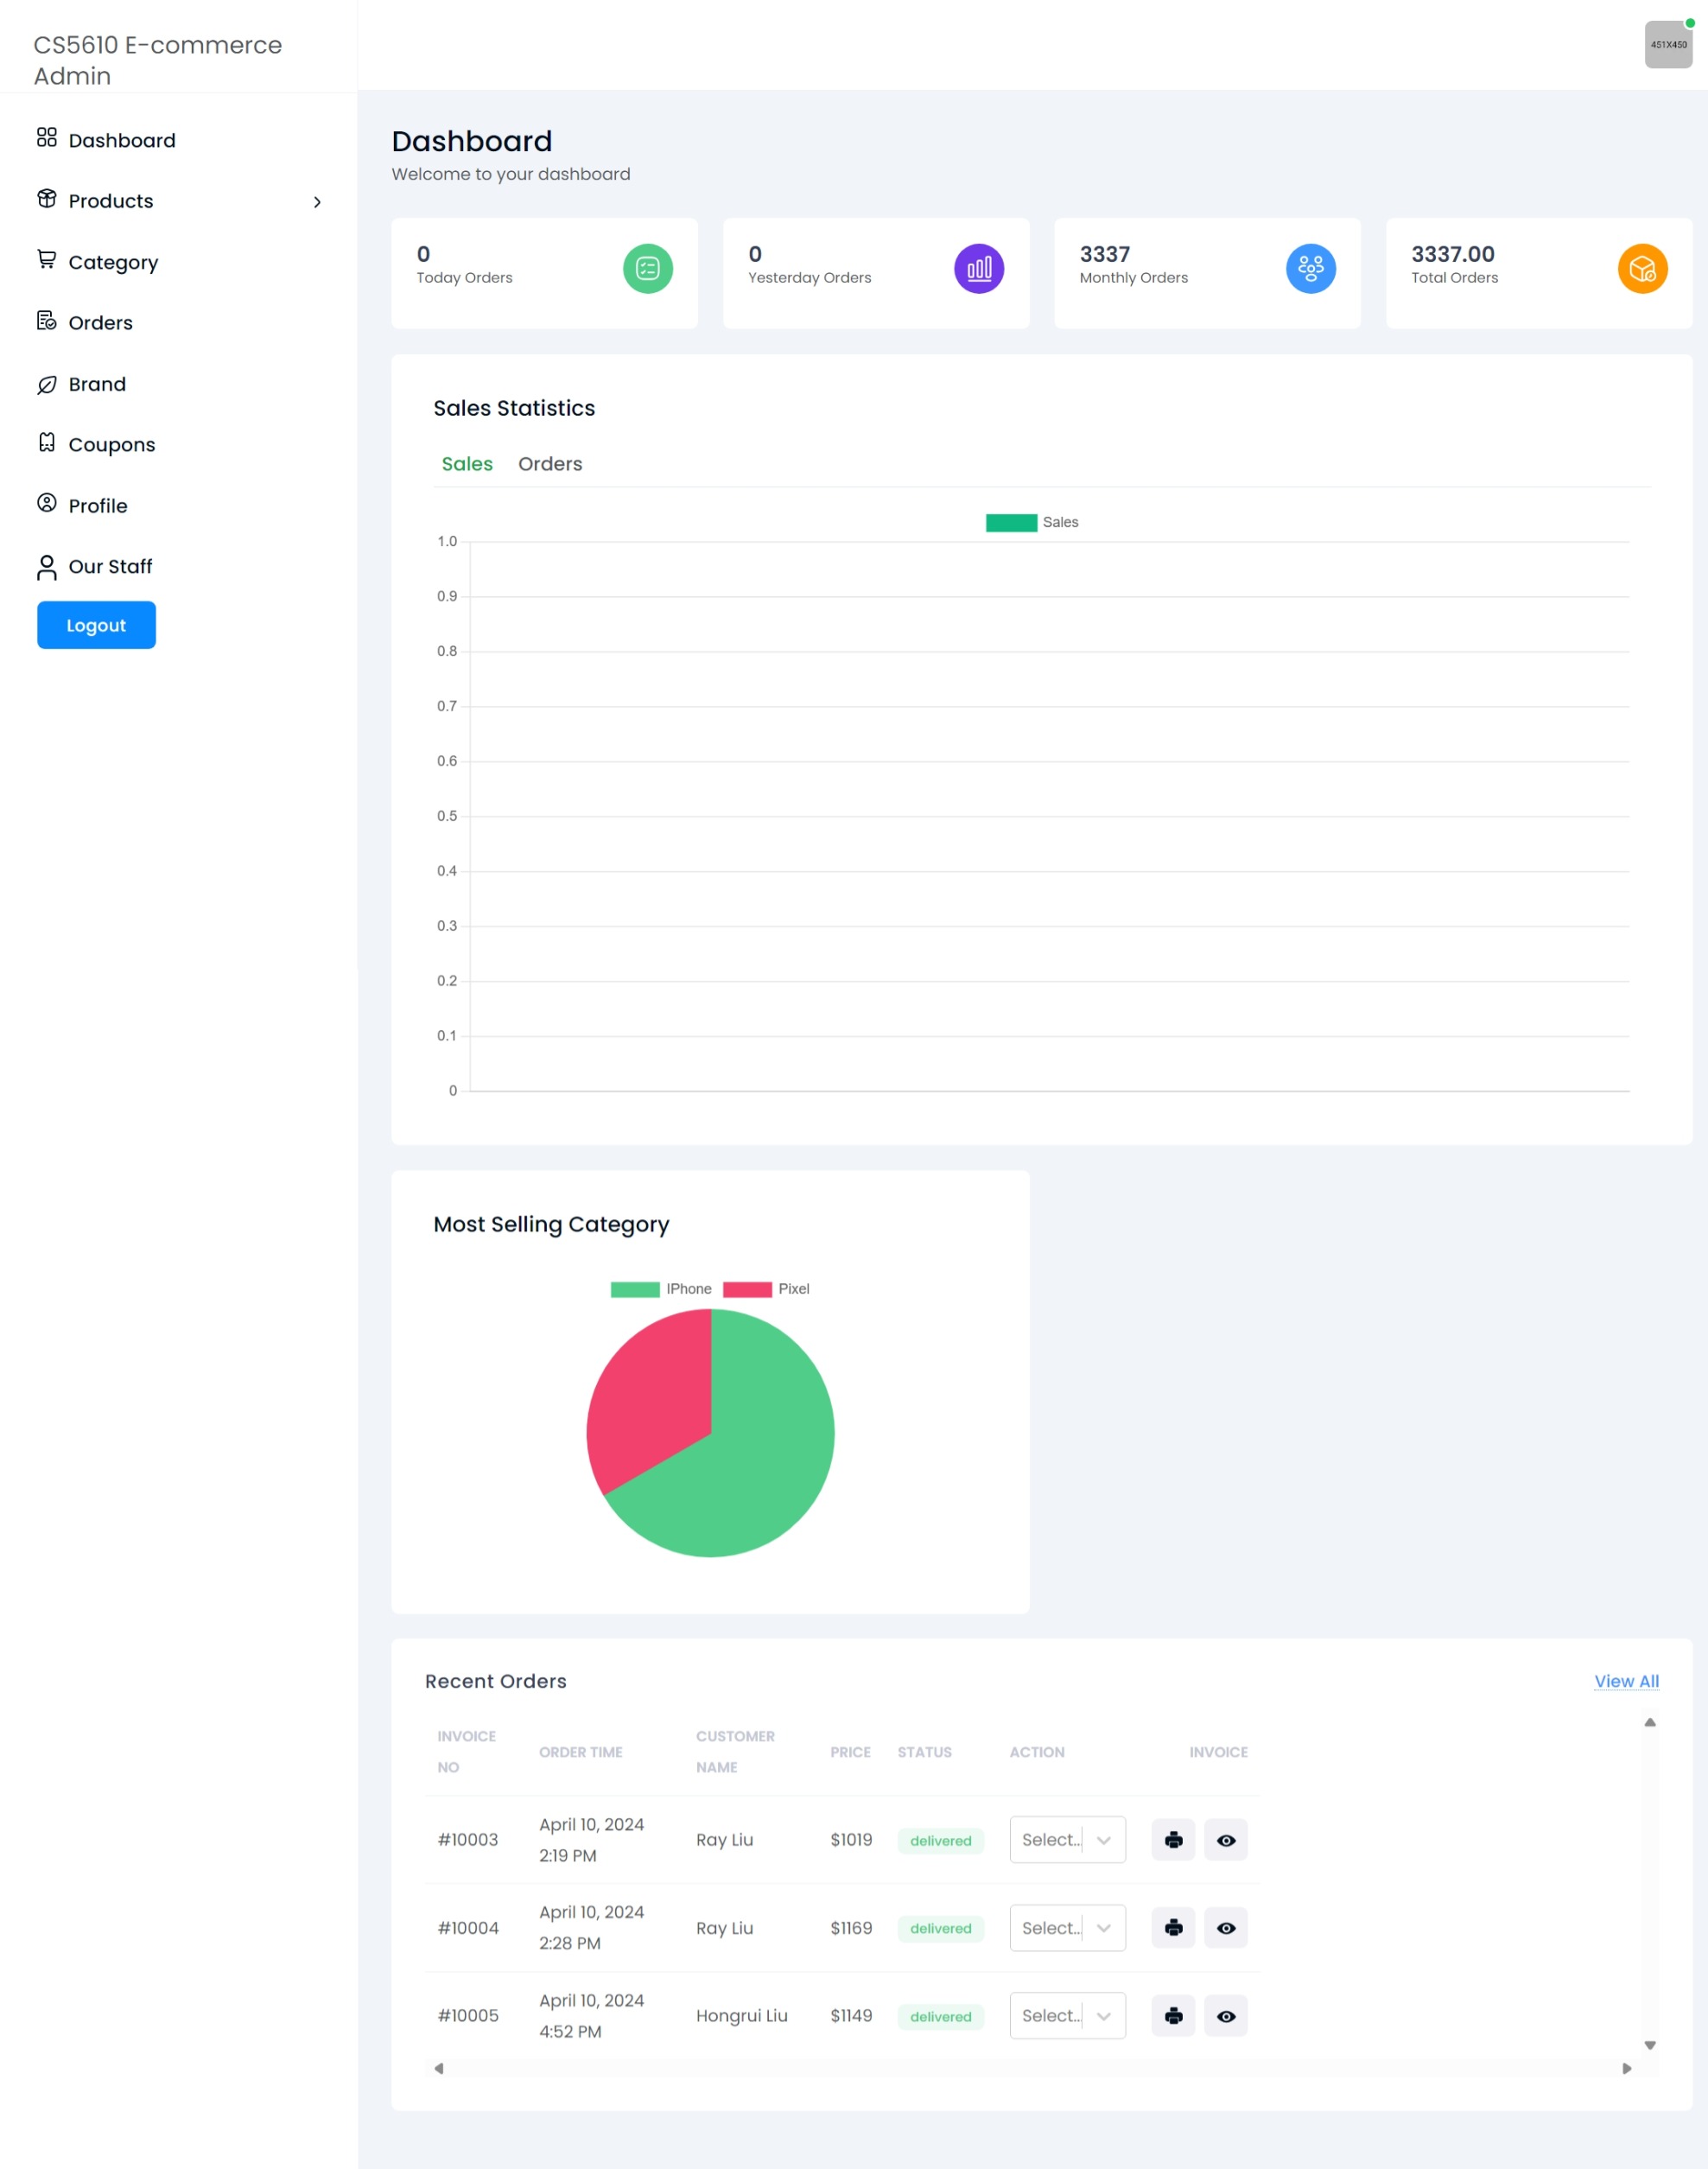 CS5610 E-commerce
Admin
451X450
Dashboard
Products
Category
Orders
Brand
Coupons
Profile
Our Staff
Logout
Dashboard
Welcome to your dashboard
0
Today Orders
0
Yesterday Orders
3337
Monthly Orders
3337.00
Total Orders
Sales Statistics
Sales Orders
Sales
1.0
0.9
0.8
0.7
0.6
0.5
0.4
0.3
0.2
0.1
0
Most Selling Category
IPhone Pixel
Recent Orders View All
INVOICE NO ORDER TIME CUSTOMER NAME PRICE STATUS ACTION INVOICE
#10003 April 10, 2024 2:19 PM Ray Liu $1019 delivered Select...
#10004 April 10, 2024 2:28 PM Ray Liu $1169 delivered Select...
#10005 April 10, 2024 4:52 PM Hongrui Liu $1149 delivered Select...